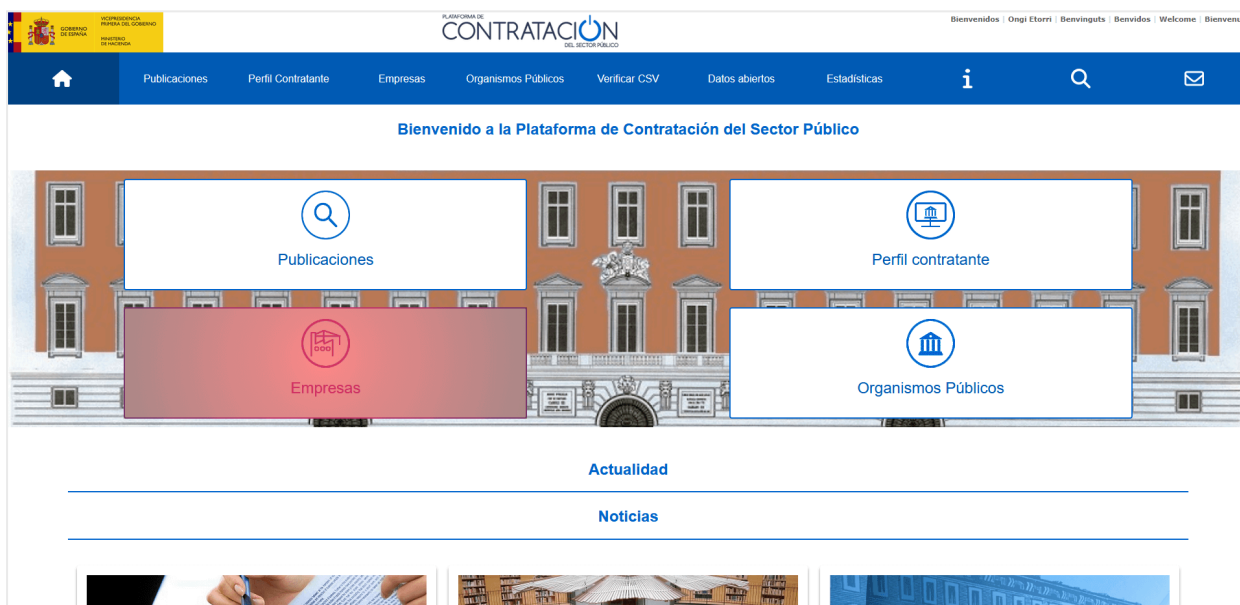 GOBIERNO
DE ESPAÑA
VICEPRESIDENCIA
PRIMERA DEL GOBIERNO
MINISTERIO
DE HACIENDA
PLATAFORMA DE
CONTRATACIÓN
DEL SECTOR PÚBLICO
Bienvenidos | Ongi Etorri | Benvinguts | Benvidos | Welcome | Bienvenu
Publicaciones Perfil Contratante Empresas Organismos Públicos Verificar CSV Datos abiertos Estadísticas
Bienvenido a la Plataforma de Contratación del Sector Público
Publicaciones
Perfil contratante
Empresas
Organismos Públicos
Actualidad
Noticias